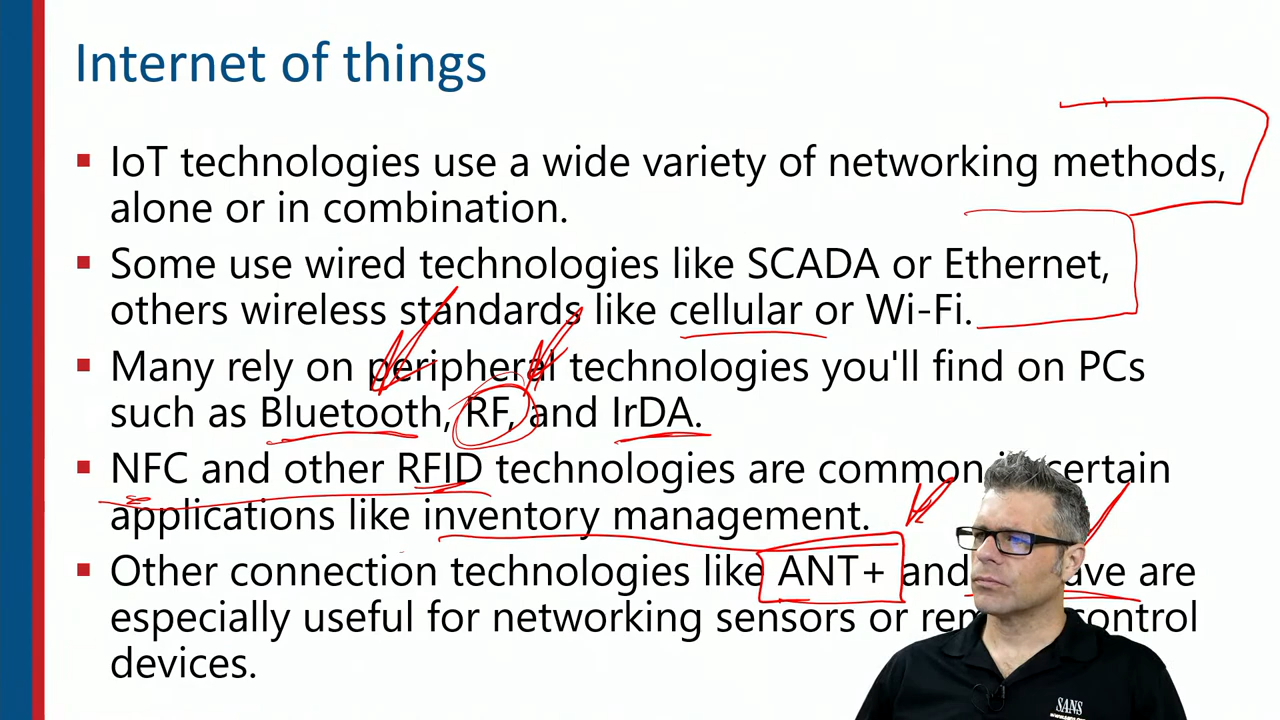 Internet of things
IoT technologies use a wide variety of networking methods,
alone or in combination.
Some use wired technologies like SCADA or Ethernet,
others wireless standards like cellular or Wi-Fi.
Many rely on peripheral technologies you'll find on PCs
such as Bluetooth, RF, and IrDA.
NFC and other RFID technologies are common certain
applications like inventory management.
Other connection technologies like ANT+ and are
especially useful for networking sensors or control
devices.
SANS